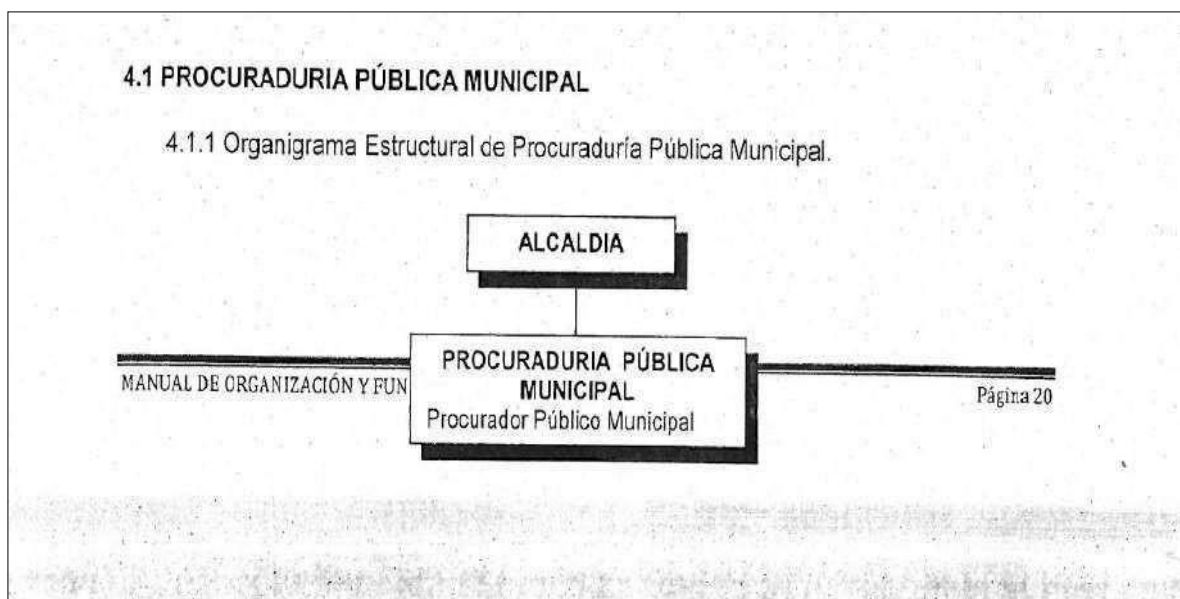 4.1 PROCURADURIA PÚBLICA MUNICIPAL
4.1.1 Organigrama Estructural de Procuraduría Pública Municipal.
ALCALDIA
PROCURADURIA PÚBLICA
MUNICIPAL
Procurador Público Municipal
MANUAL DE ORGANIZACIÓN Y FUN
Página 20